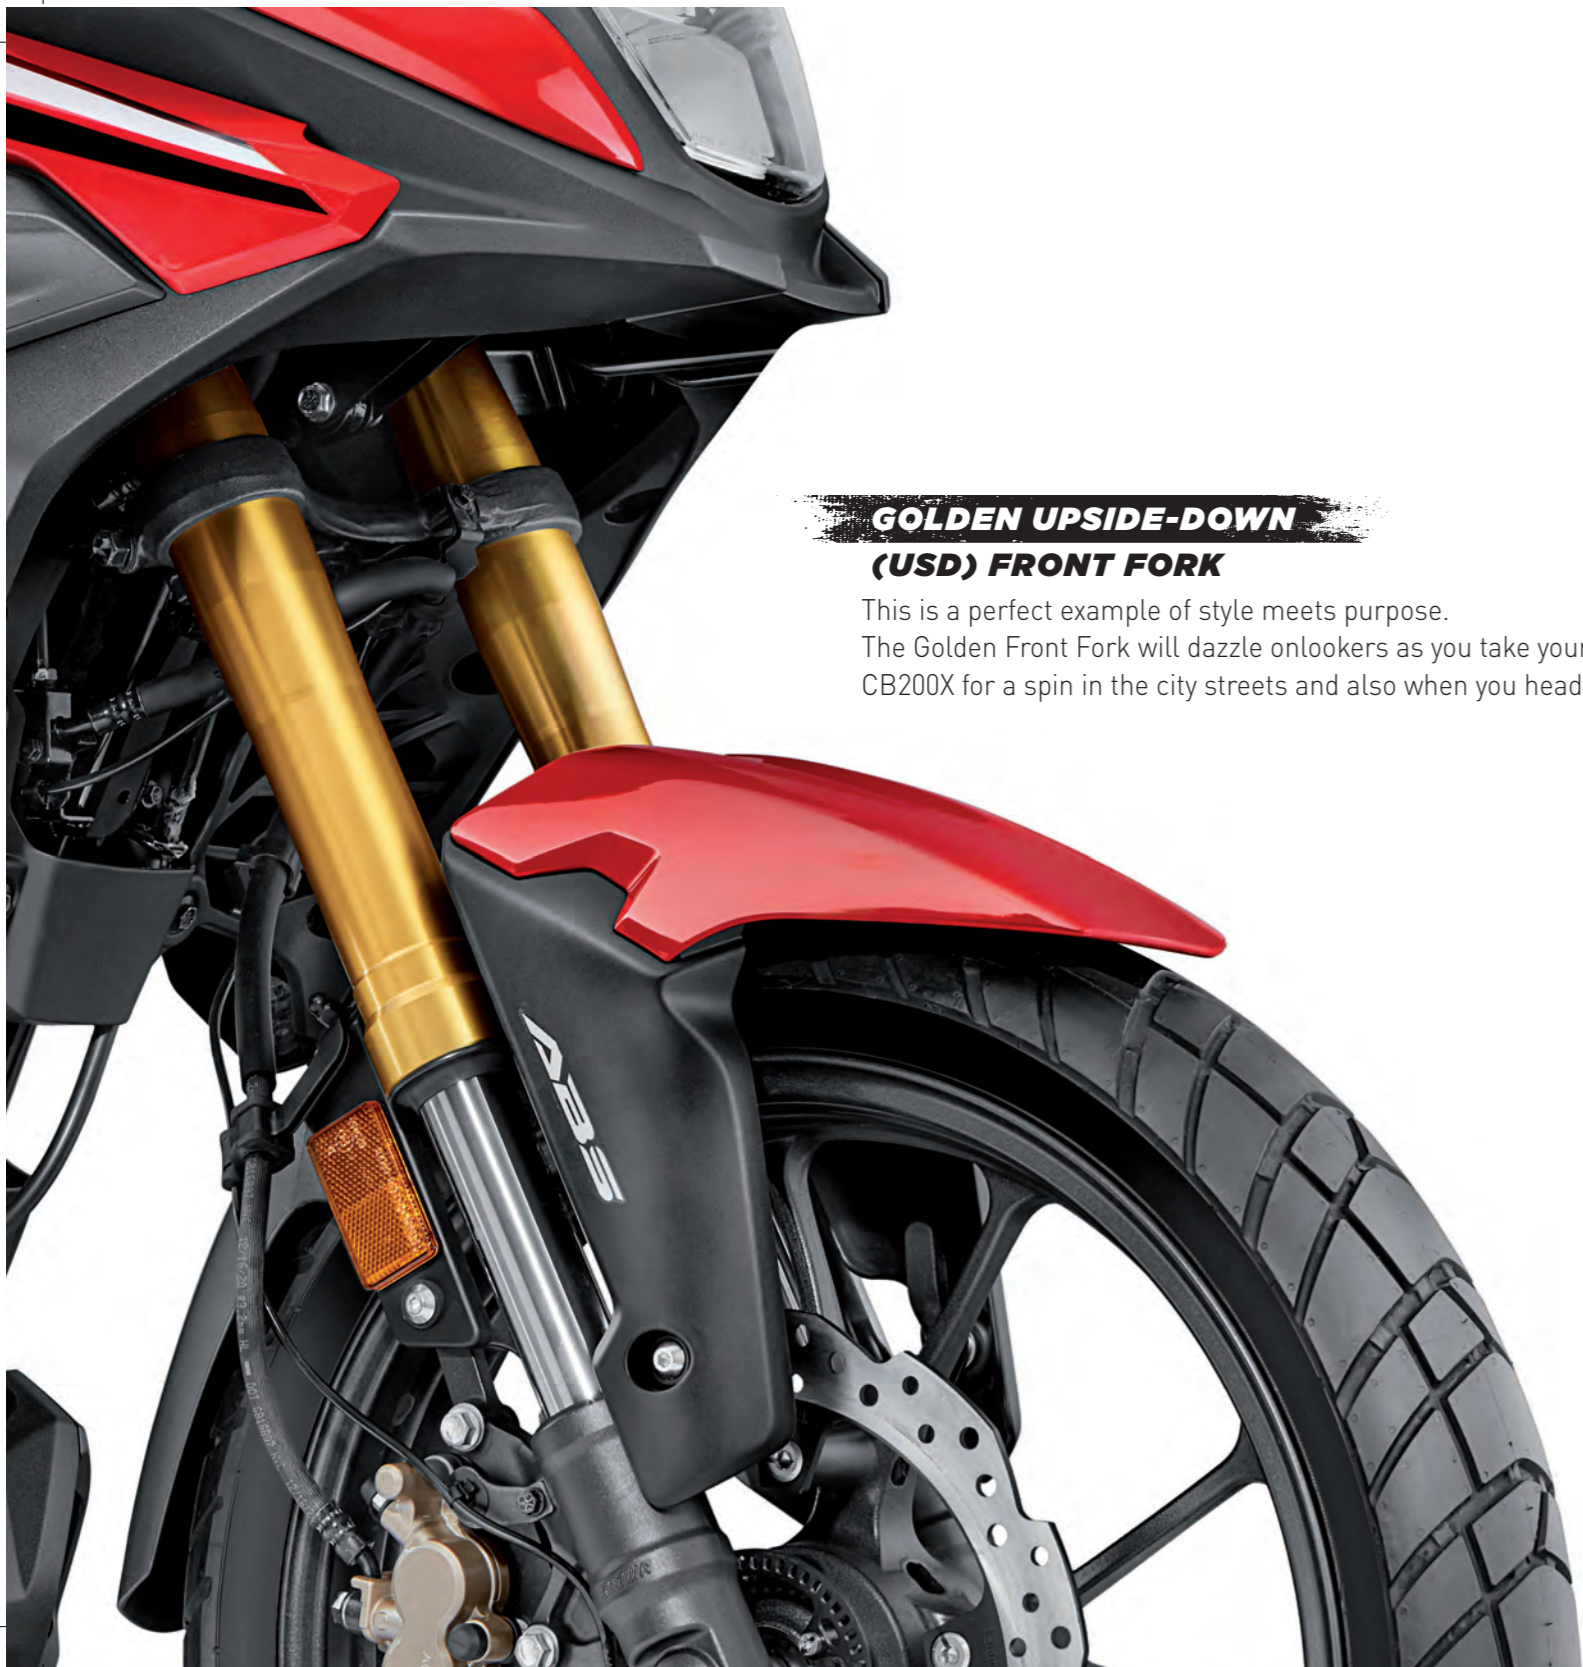 GOLDEN UPSIDE-DOWN
(USD) FRONT FORK
This is a perfect example of style meets purpose.
The Golden Front Fork will dazzle onlookers as you take your
CB200X for a spin in the city streets and also when you head
ABS